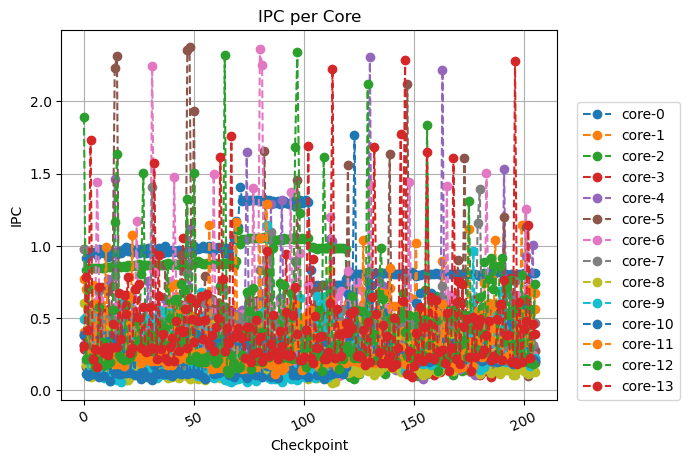 IPC per Core
IPC
2.0
1.5
1.0
0.5
0.0
0
50
100
150
200
Checkpoint
core-0
core-1
core-2
core-3
core-4
core-5
core-6
core-7
core-8
core-9
core-10
core-11
core-12
core-13